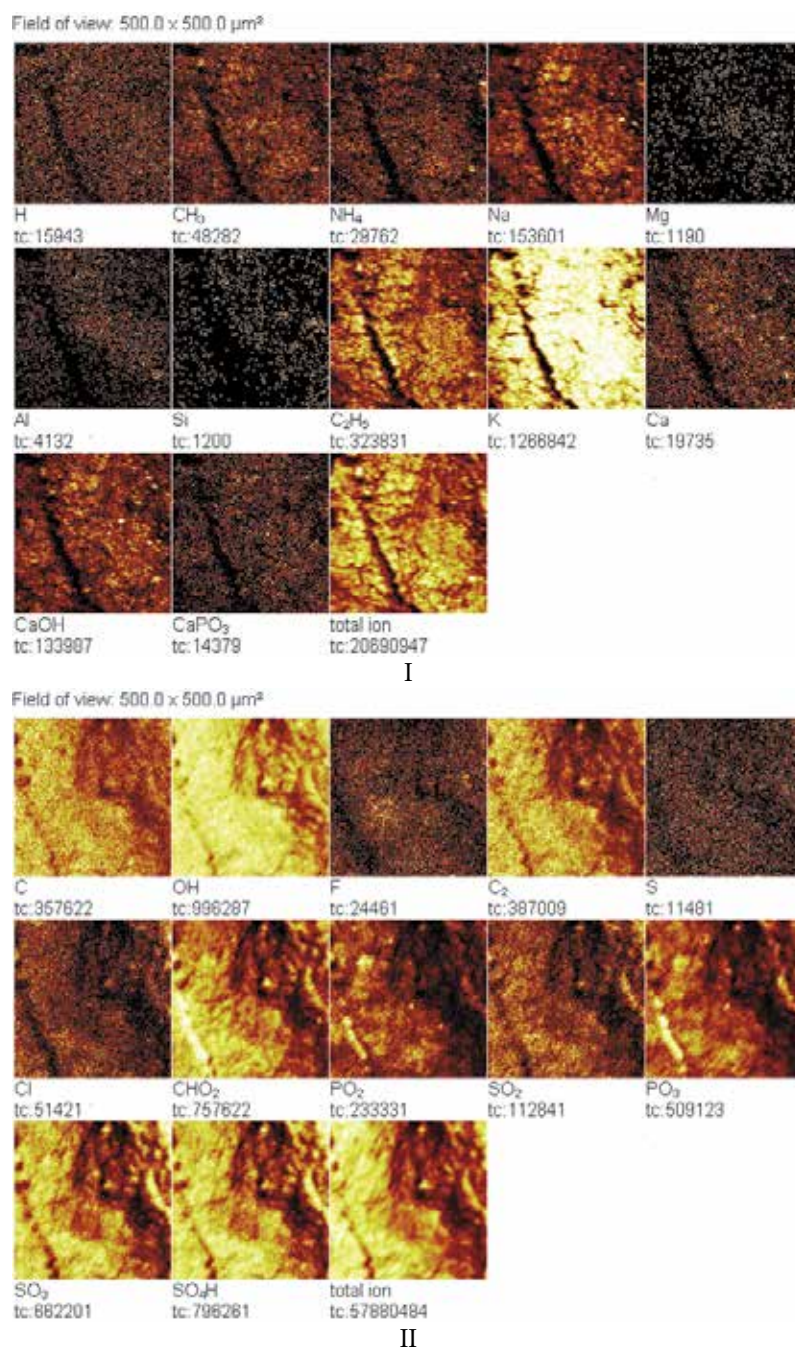 Field of view: 500.0 x 500.0 µm²
H CH₃ NH₄ Na Mg
tc:15943 tc:48282 tc:29762 tc:153601 tc:1190
Al Si C₂H₅ K Ca
tc:4132 tc:1200 tc:323831 tc:1266842 tc:19735
CaOH CaPO₃ total ion
tc:133987 tc:14379 tc:20690947
I
Field of view: 500.0 x 500.0 µm²
C OH F C₂ S
tc:357622 tc:996287 tc:24461 tc:387009 tc:11481
Cl CHO₂ PO₂ SO₂ PO₃
tc:51421 tc:757622 tc:233331 tc:112841 tc:509123
SO₃ SO₄H total ion
tc:662201 tc:796261 tc:57880484
II